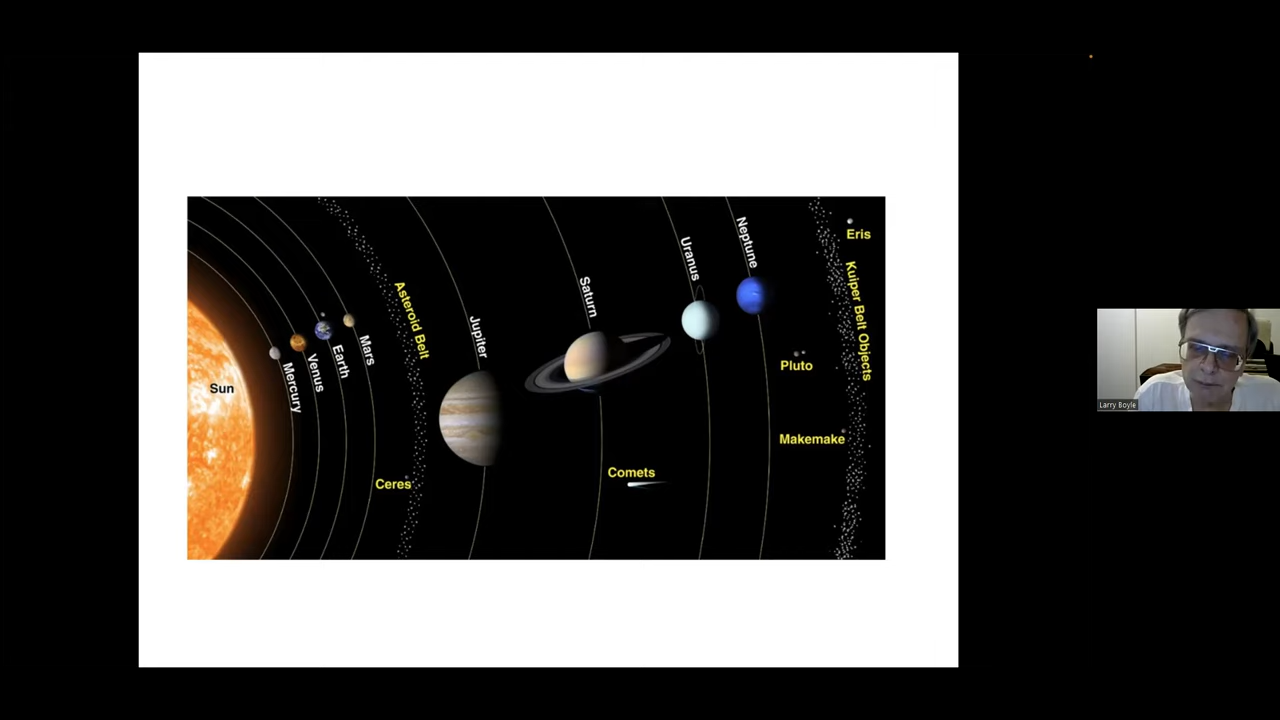 Sun
Mercury
Venus
Earth
Mars
Asteroid Belt
Ceres
Jupiter
Saturn
Comets
Uranus
Neptune
Pluto
Makemake
Eris
Kuiper Belt Objects
Larry Boyle